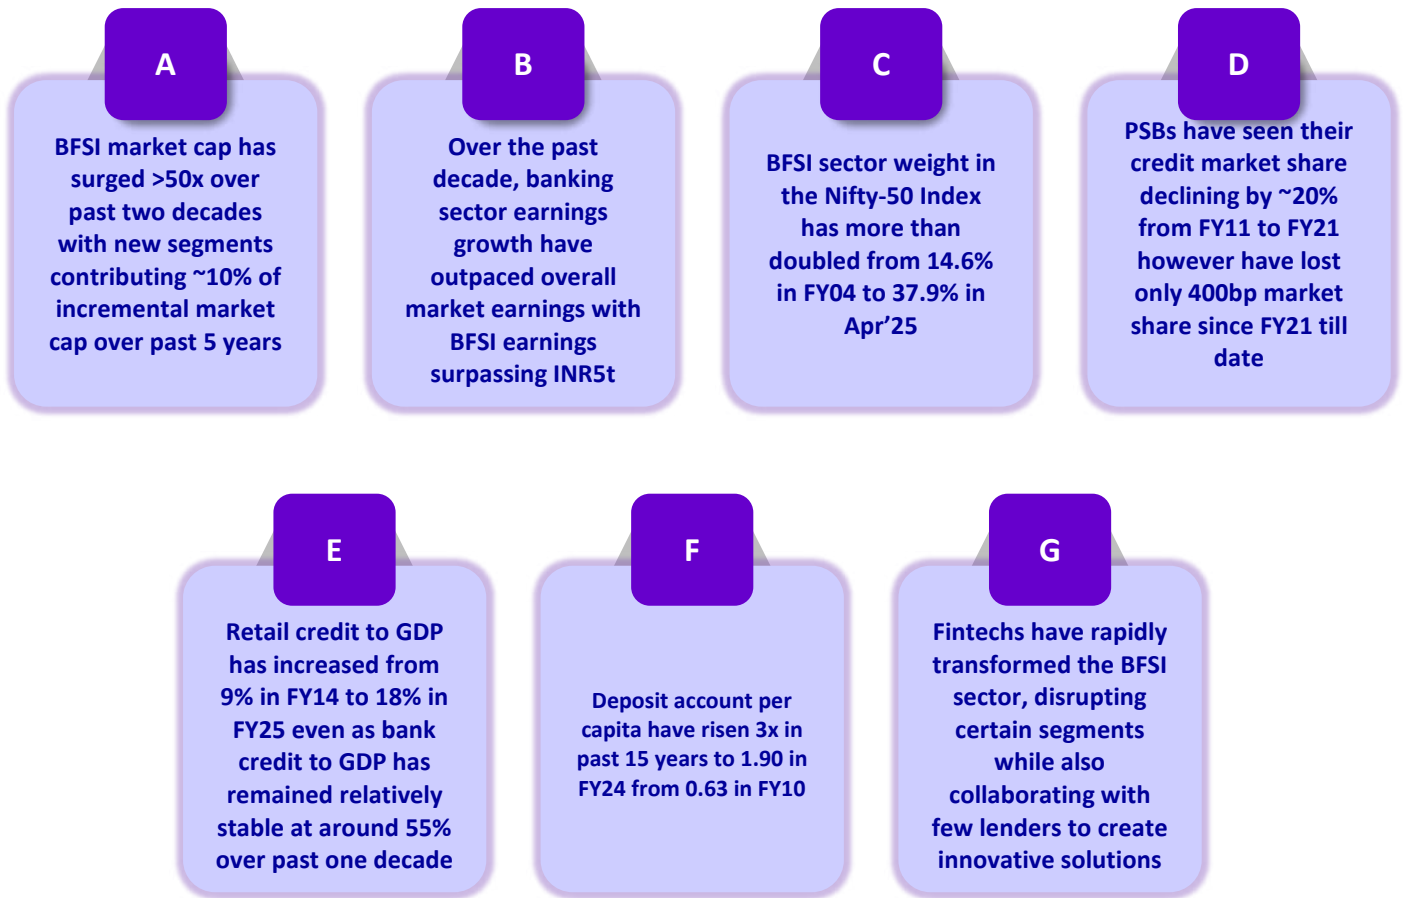 A
BFSI market cap has
surged >50x over
past two decades
with new segments
contributing ~10% of
incremental market
cap over past 5 years
B
Over the past
decade, banking
sector earnings
growth have
outpaced overall
market earnings with
BFSI earnings
surpassing INR5t
C
BFSI sector weight in
the Nifty-50 Index
has more than
doubled from 14.6%
in FY04 to 37.9% in
Apr’25
D
PSBs have seen their
credit market share
declining by ~20%
from FY11 to FY21
however have lost
only 400bp market
share since FY21 till
date
E
Retail credit to GDP
has increased from
9% in FY14 to 18% in
FY25 even as bank
credit to GDP has
remained relatively
stable at around 55%
over past one decade
F
Deposit account per
capita have risen 3x in
past 15 years to 1.90 in
FY24 from 0.63 in FY10
G
Fintechs have rapidly
transformed the BFSI
sector, disrupting
certain segments
while also
collaborating with
few lenders to create
innovative solutions